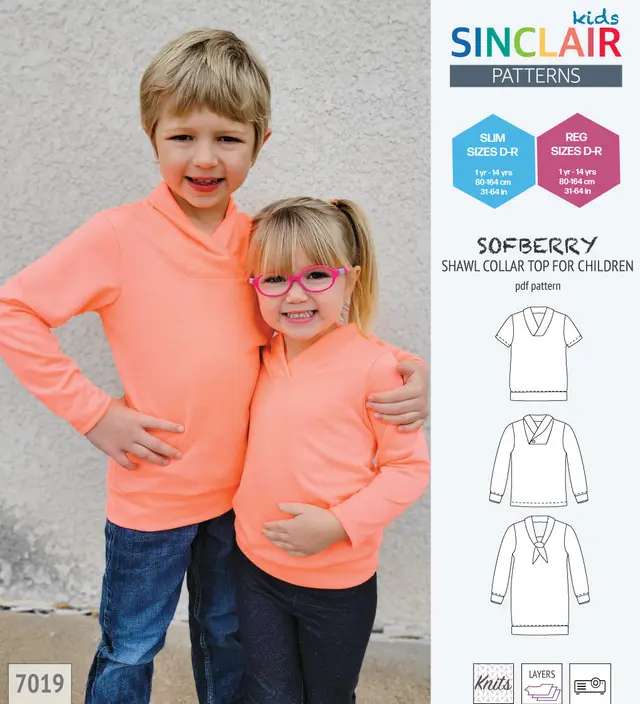 kids
SINCLAIR
PATTERNS
SLIM
SIZES D-R
1 yr - 14 yrs
80-164 cm
31-64 in
REG
SIZES D-R
1 yr - 14 yrs
80-164 cm
31-64 in
SOFBERRY
SHAWL COLLAR TOP FOR CHILDREN
pdf pattern
7019
Knits
LAYERS